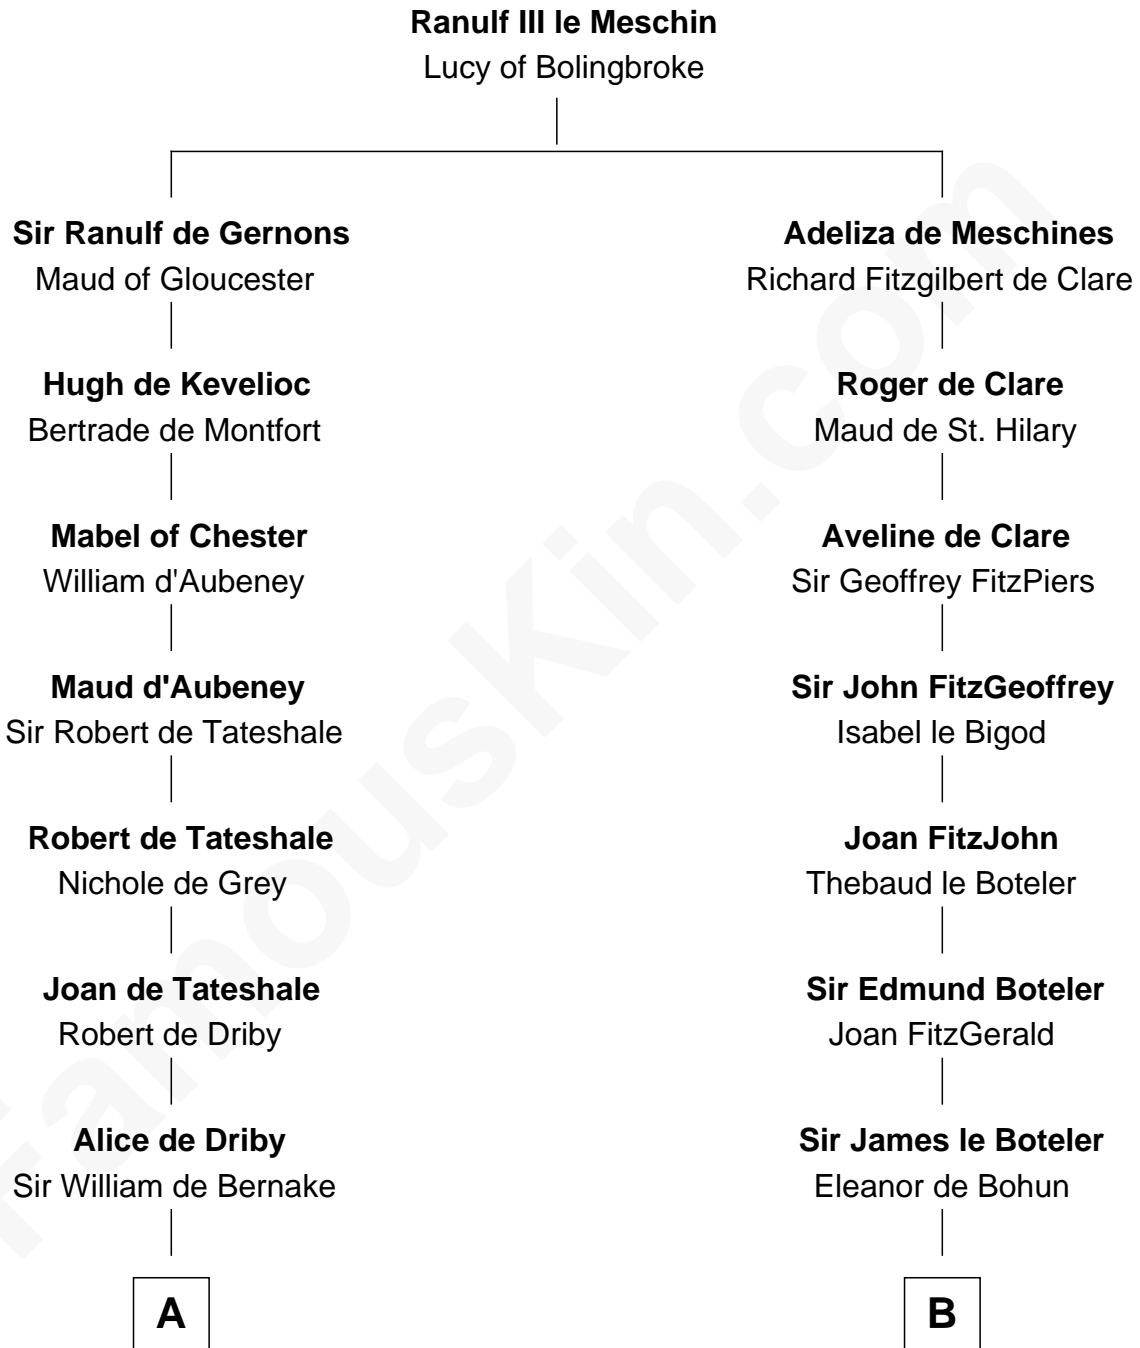 Ranulf III le Meschin
Lucy of Bolingbroke
Sir Ranulf de Gernons
Maud of Gloucester
Adeliza de Meschines
Richard Fitzgilbert de Clare
Hugh de Kevelioc
Bertrade de Montfort
Roger de Clare
Maud de St. Hilary
Mabel of Chester
William d'Aubeney
Aveline de Clare
Sir Geoffrey FitzPiers
Maud d'Aubeney
Sir Robert de Tateshale
Sir John FitzGeoffrey
Isabel le Bigod
Robert de Tateshale
Nichole de Grey
Joan FitzJohn
Thebaud le Boteler
Joan de Tateshale
Robert de Driby
Sir Edmund Boteler
Joan FitzGerald
Alice de Driby
Sir William de Bernake
Sir James le Boteler
Eleanor de Bohun
A
B
FamousKin.com